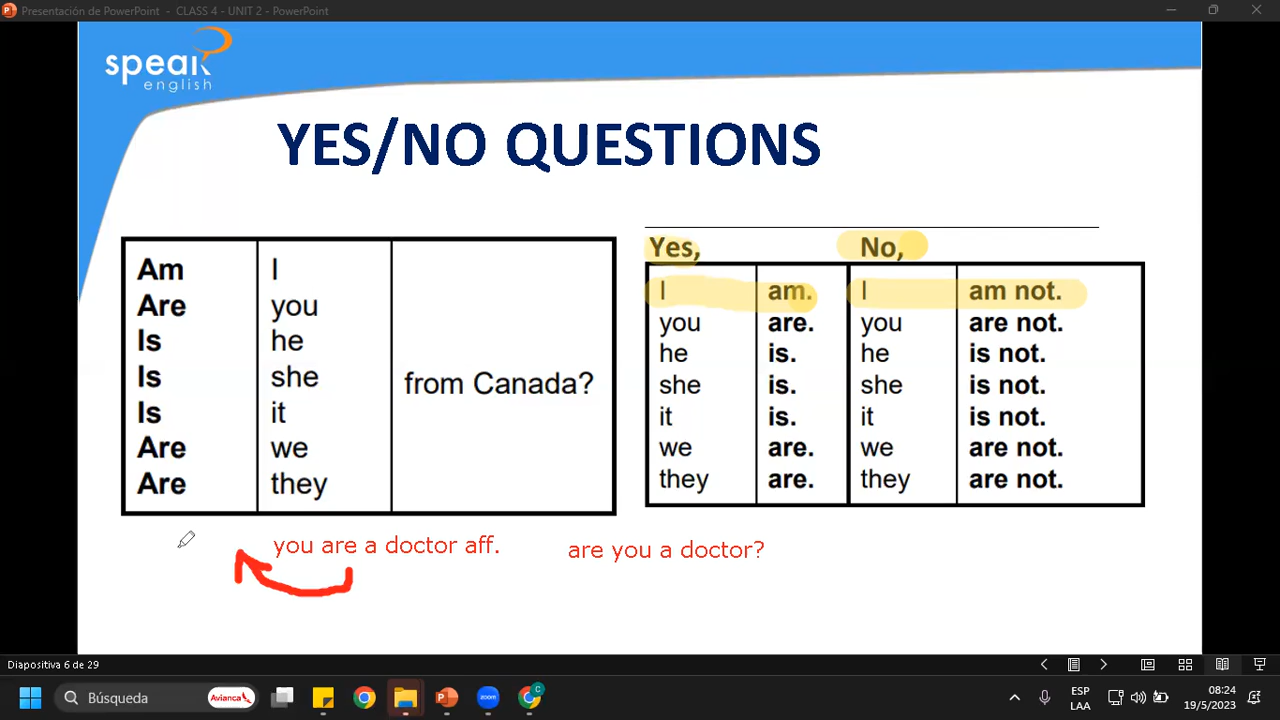 Presentación de PowerPoint - CLASS 4 - UNIT 2 - PowerPoint
speak
english
YES/NO QUESTIONS
Am I
Are you
Is he
Is she
Is it
Are we
Are they
from Canada?
Yes, No,
I am. I am not.
you are. you are not.
he is. he is not.
she is. she is not.
it is. it is not.
we are. we are not.
they are. they are not.
you are a doctor aff.
are you a doctor?
Diapositiva 6 de 29
Búsqueda
Avianca
zoom
C
ESP
LAA
08:24
19/5/2023